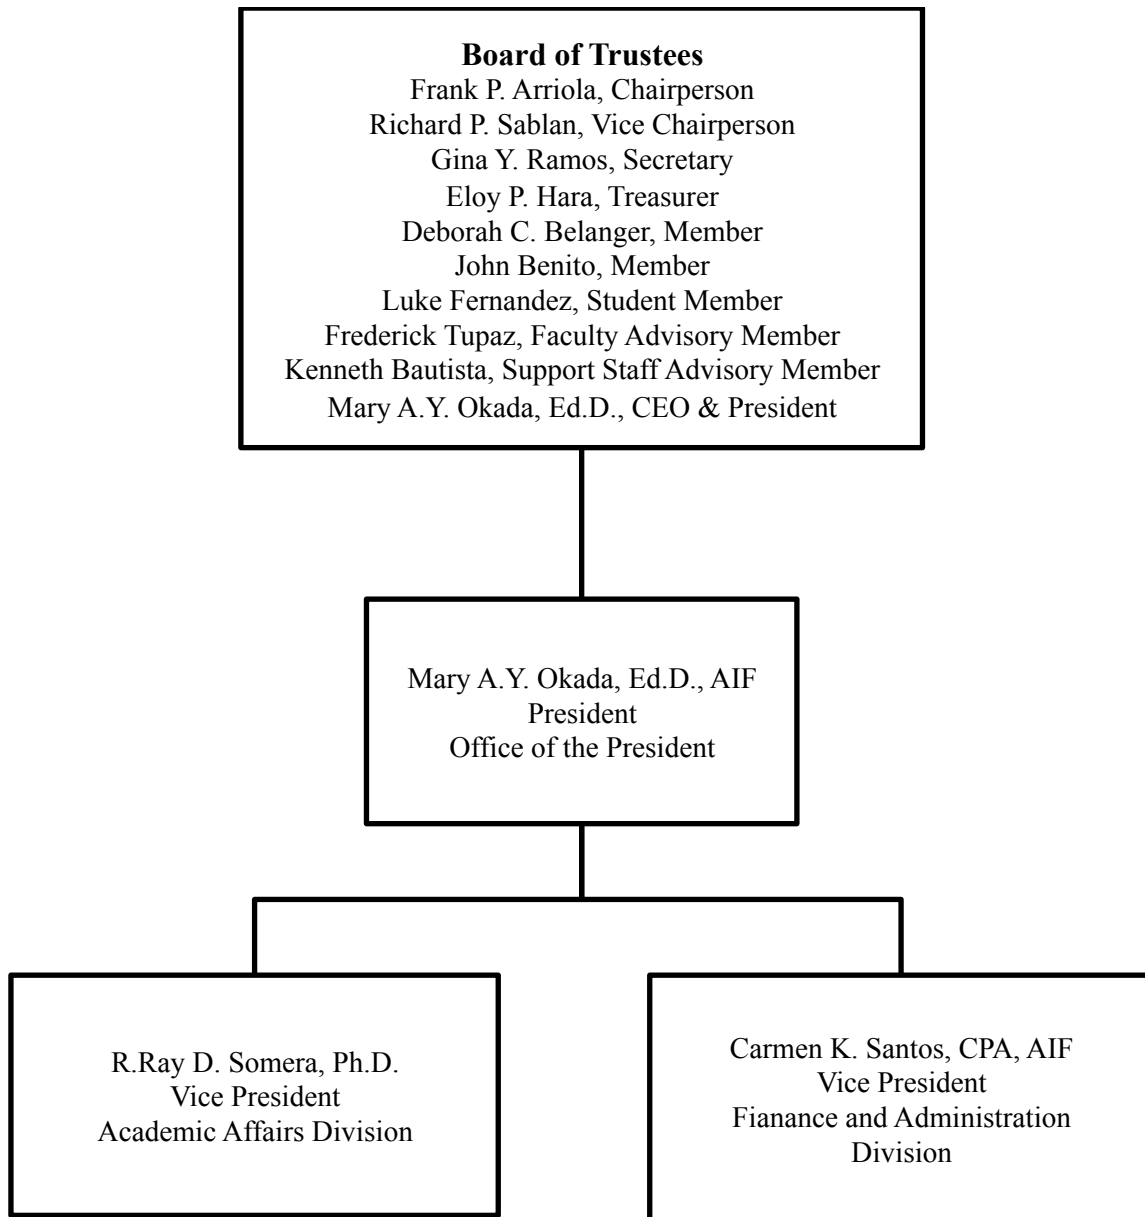 Board of Trustees
Frank P. Arriola, Chairperson
Richard P. Sablan, Vice Chairperson
Gina Y. Ramos, Secretary
Eloy P. Hara, Treasurer
Deborah C. Belanger, Member
John Benito, Member
Luke Fernandez, Student Member
Frederick Tupaz, Faculty Advisory Member
Kenneth Bautista, Support Staff Advisory Member
Mary A.Y. Okada, Ed.D., CEO & President
Mary A.Y. Okada, Ed.D., AIF
President
Office of the President
R.Ray D. Somera, Ph.D.
Vice President
Academic Affairs Division
Carmen K. Santos, CPA, AIF
Vice President
Fianance and Administration
Division